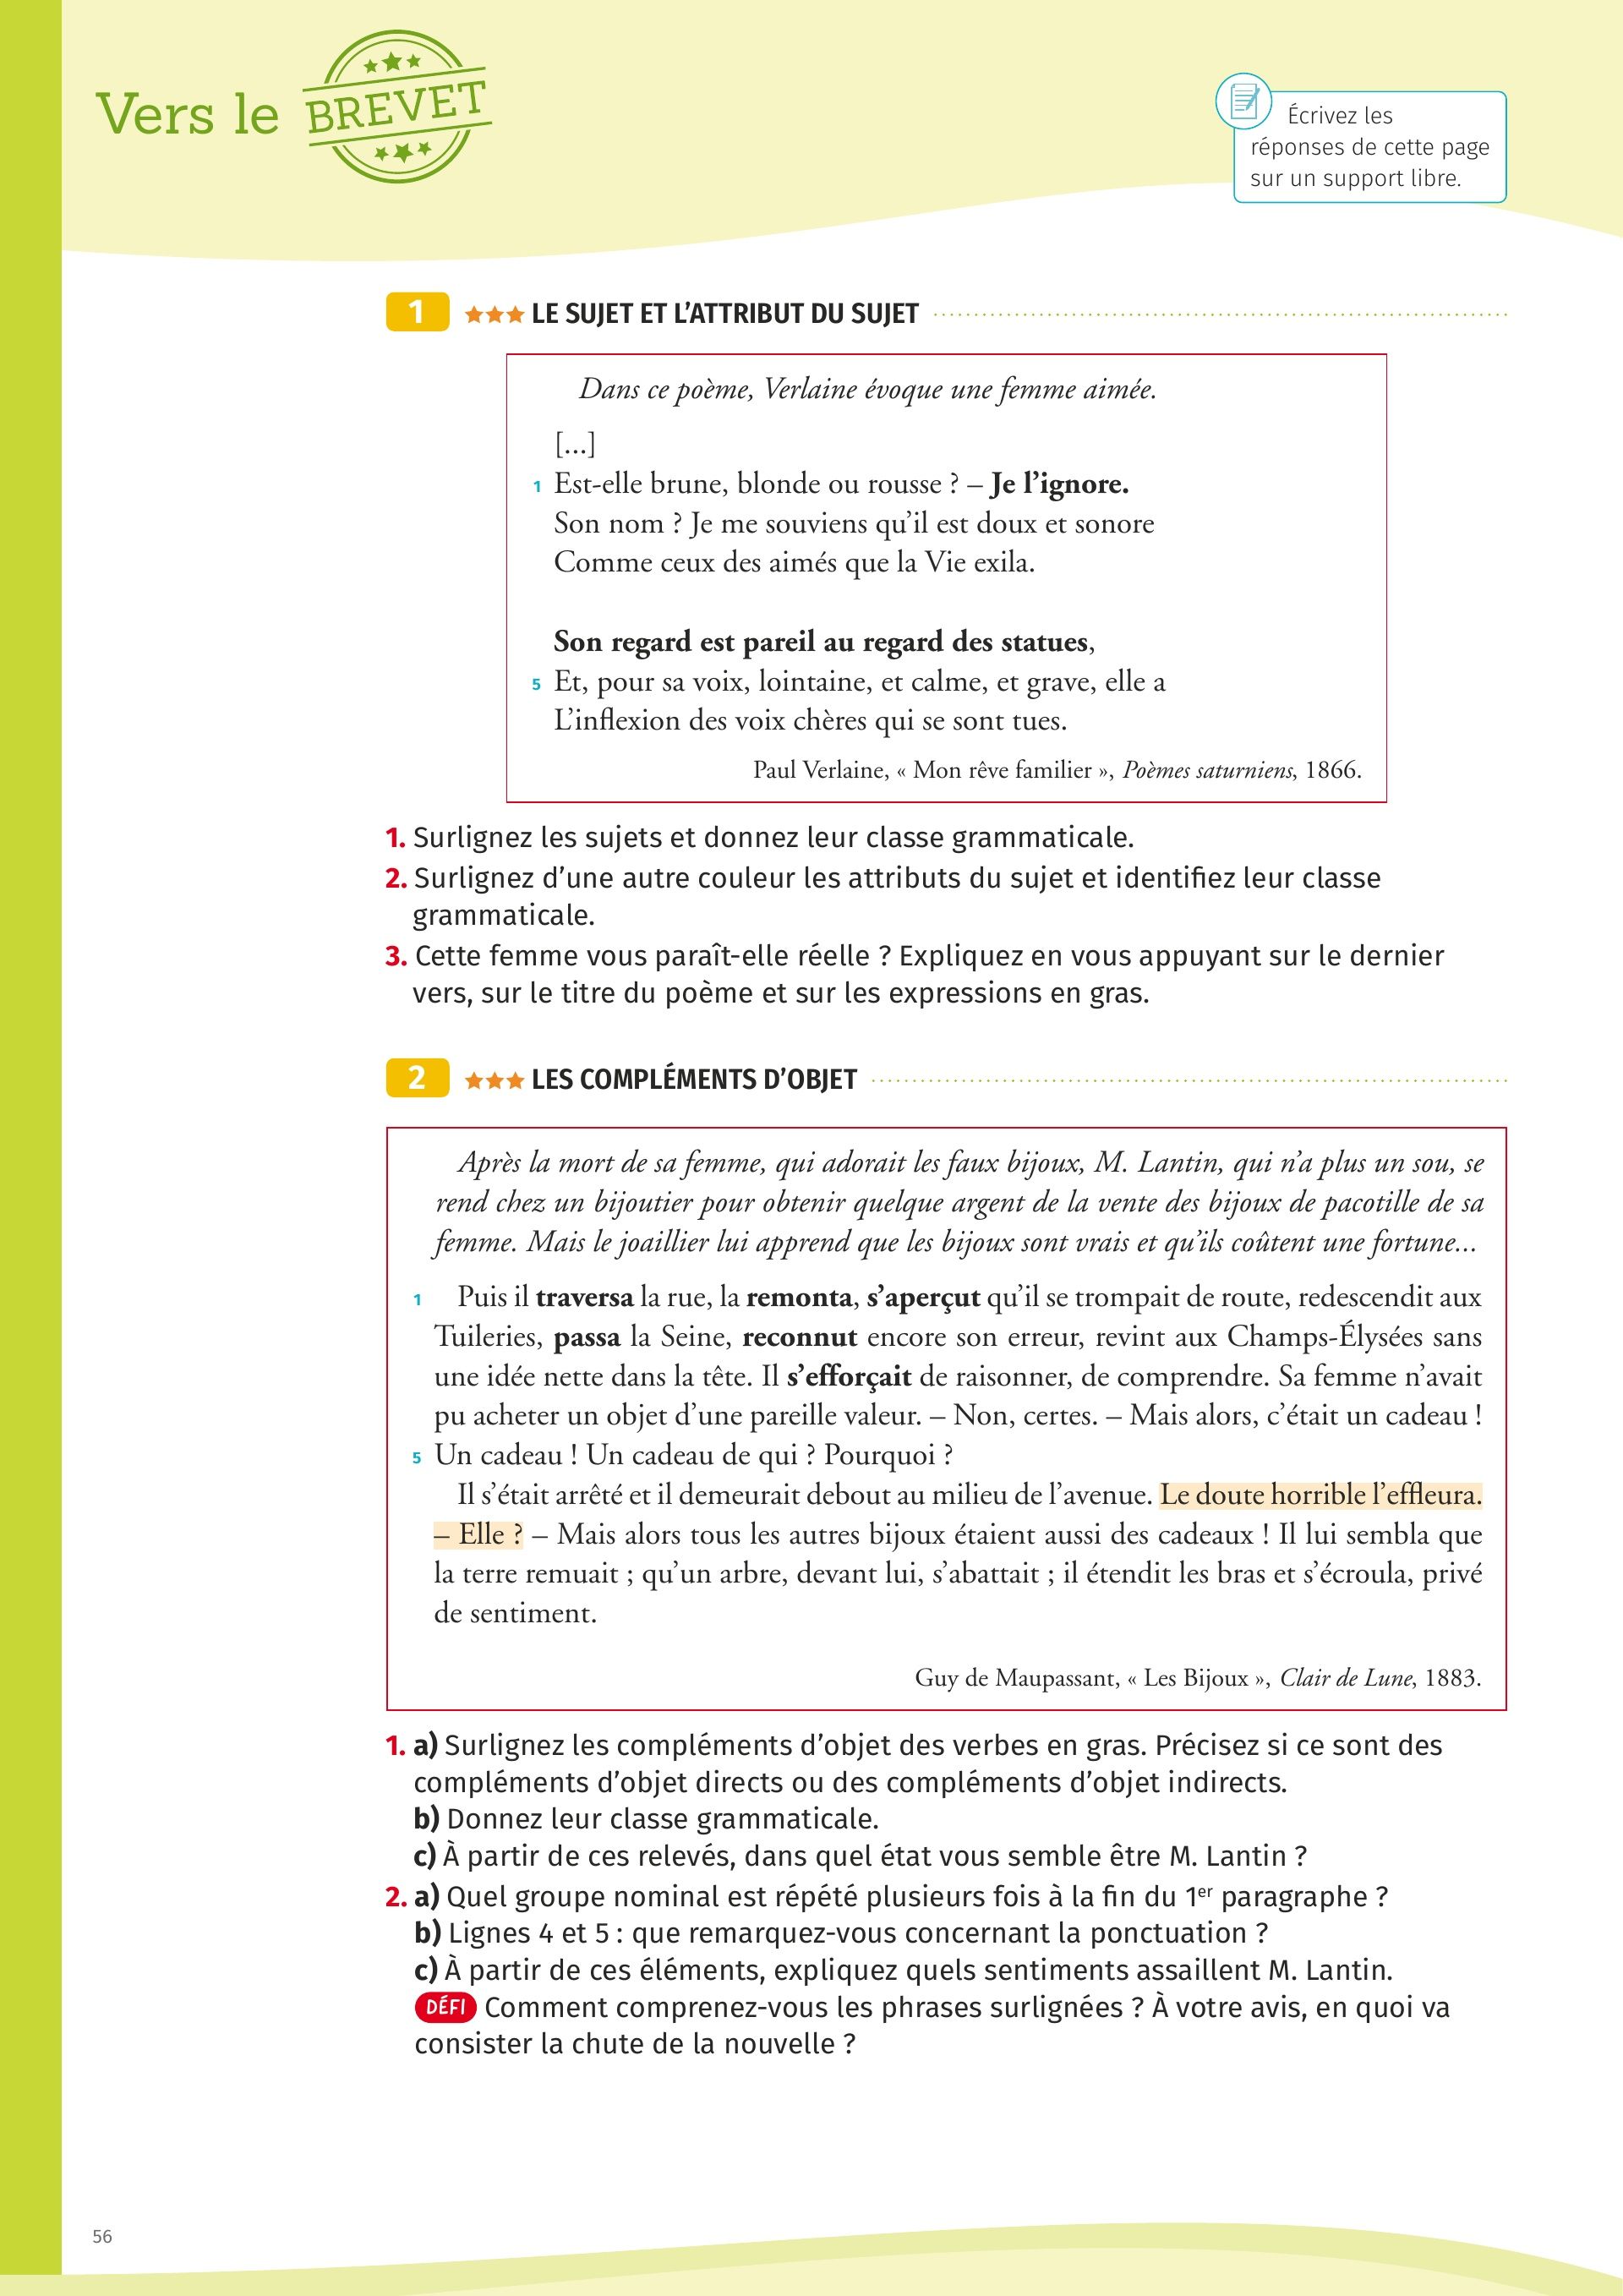 Vers le BREVET
Écrivez les
réponses de cette page
sur un support libre.
1 ★★★ LE SUJET ET L’ATTRIBUT DU SUJET
Dans ce poème, Verlaine évoque une femme aimée.
[…]
1 Est-elle brune, blonde ou rousse ? – Je l’ignore.
Son nom ? Je me souviens qu’il est doux et sonore
Comme ceux des aimés que la Vie exila.
Son regard est pareil au regard des statues,
5 Et, pour sa voix, lointaine, et calme, et grave, elle a
L’inflexion des voix chères qui se sont tues.
Paul Verlaine, « Mon rêve familier », Poèmes saturniens, 1866.
1. Surlignez les sujets et donnez leur classe grammaticale.
2. Surlignez d’une autre couleur les attributs du sujet et identifiez leur classe
grammaticale.
3. Cette femme vous paraît-elle réelle ? Expliquez en vous appuyant sur le dernier
vers, sur le titre du poème et sur les expressions en gras.
2 ★★★ LES COMPLÉMENTS D’OBJET
Après la mort de sa femme, qui adorait les faux bijoux, M. Lantin, qui n’a plus un sou, se
rend chez un bijoutier pour obtenir quelque argent de la vente des bijoux de pacotille de sa
femme. Mais le joaillier lui apprend que les bijoux sont vrais et qu’ils coûtent une fortune…
1 Puis il traversa la rue, la remonta, s’aperçut qu’il se trompait de route, redescendit aux
Tuileries, passa la Seine, reconnut encore son erreur, revint aux Champs-Élysées sans
une idée nette dans la tête. Il s’efforçait de raisonner, de comprendre. Sa femme n’avait
pu acheter un objet d’une pareille valeur. – Non, certes. – Mais alors, c’était un cadeau !
5 Un cadeau ! Un cadeau de qui ? Pourquoi ?
Il s’était arrêté et il demeurait debout au milieu de l’avenue. Le doute horrible l’effleura.
– Elle ? – Mais alors tous les autres bijoux étaient aussi des cadeaux ! Il lui sembla que
la terre remuait ; qu’un arbre, devant lui, s’abattait ; il étendit les bras et s’écroula, privé
de sentiment.
Guy de Maupassant, « Les Bijoux », Clair de Lune, 1883.
1. a) Surlignez les compléments d’objet des verbes en gras. Précisez si ce sont des
compléments d’objet directs ou des compléments d’objet indirects.
b) Donnez leur classe grammaticale.
c) À partir de ces relevés, dans quel état vous semble être M. Lantin ?
2. a) Quel groupe nominal est répété plusieurs fois à la fin du 1er paragraphe ?
b) Lignes 4 et 5 : que remarquez-vous concernant la ponctuation ?
c) À partir de ces éléments, expliquez quels sentiments assaillent M. Lantin.
DÉFI Comment comprenez-vous les phrases surlignées ? À votre avis, en quoi va
consister la chute de la nouvelle ?
56